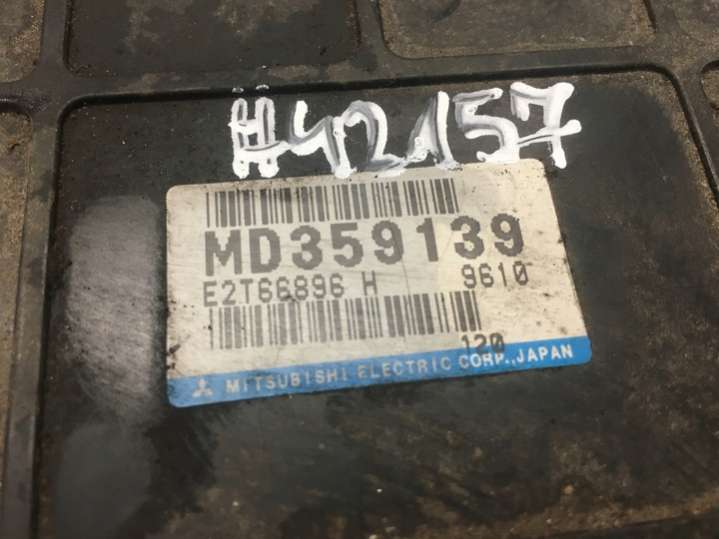 #42157
MD359139
E2T66896 H 9610
120
MITSUBISHI ELECTRIC CORP., JAPAN